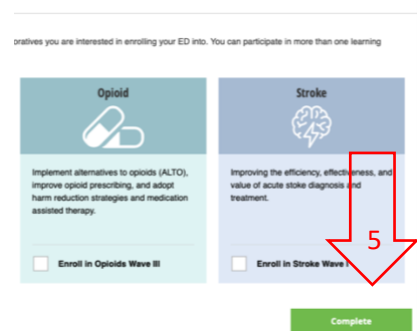 oratives you are interested in enrolling your ED into. You can participate in more than one learning
Opioid
Implement alternatives to opioids (ALTO),
improve opioid prescribing, and adopt
harm reduction strategies and medication
assisted therapy.
Enroll in Opioids Wave III
Stroke
Improving the efficiency, effectiveness, and
value of acute stoke diagnosis and
treatment.
Enroll in Stroke Wave
5
Complete